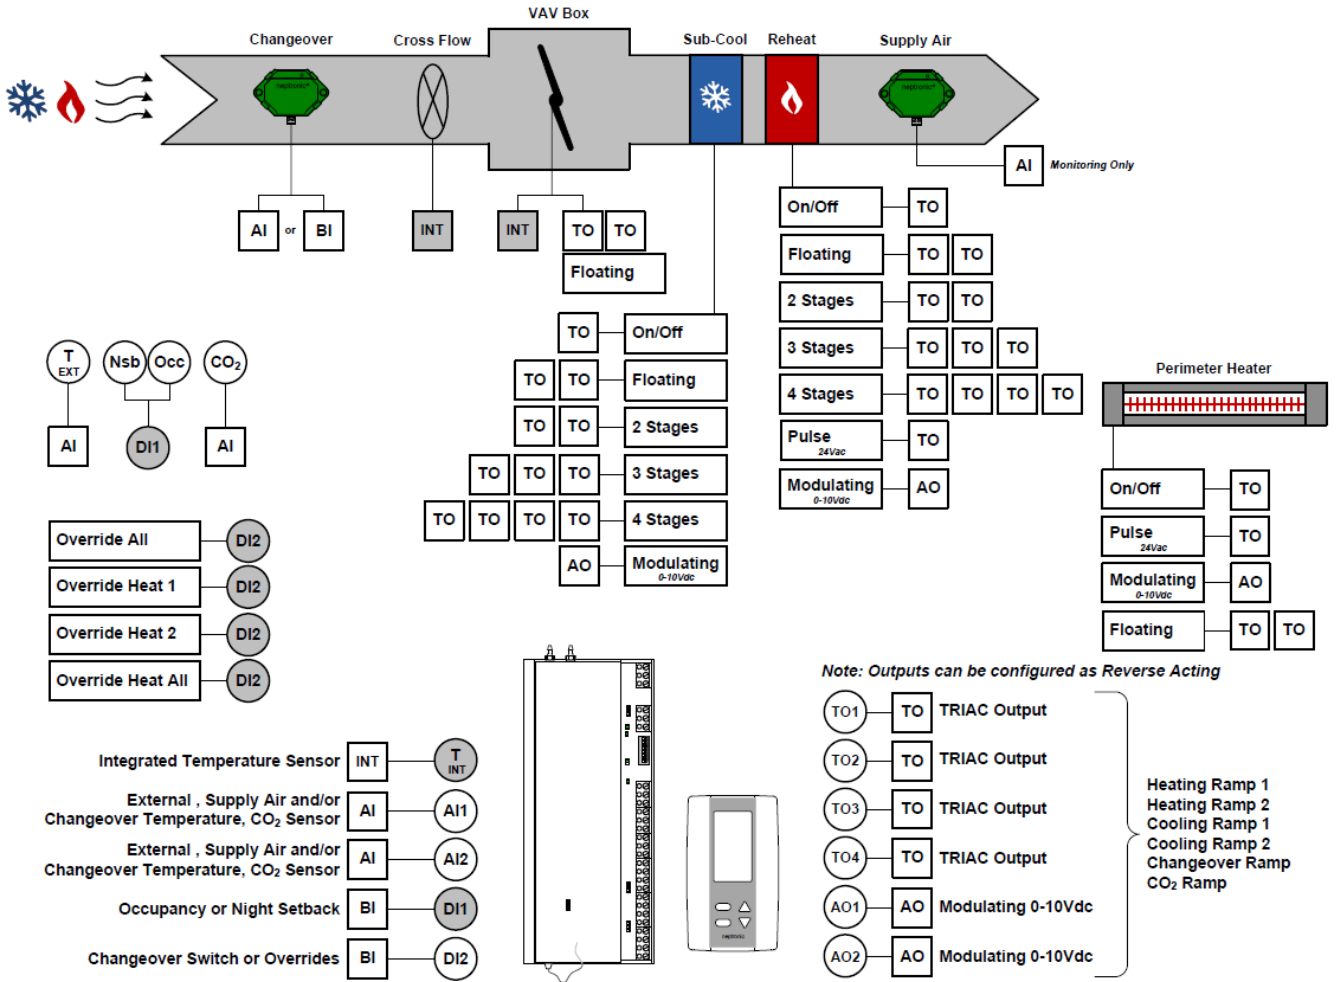 VAV Box
Changeover
Cross Flow
Sub-Cool
Reheat
Supply Air
neptronic
neptronic
AI
Monitoring Only
AI or BI
INT
INT
TO TO
Floating
On/Off TO
Floating TO TO
2 Stages TO TO
3 Stages TO TO TO
4 Stages TO TO TO TO
Pulse TO
24Vac
Modulating AO
0-10Vdc
TO On/Off
TO TO Floating
TO TO 2 Stages
TO TO TO 3 Stages
TO TO TO TO 4 Stages
AO Modulating
0-10Vdc
T
EXT
Nsb
Occ
CO₂
AI
DI1
AI
Perimeter Heater
On/Off TO
Pulse TO
24Vac
Modulating AO
0-10Vdc
Floating TO TO
Override All DI2
Override Heat 1 DI2
Override Heat 2 DI2
Override Heat All DI2
Integrated Temperature Sensor INT T
INT
External , Supply Air and/or
Changeover Temperature, CO₂ Sensor AI AI1
External , Supply Air and/or
Changeover Temperature, CO₂ Sensor AI AI2
Occupancy or Night Setback BI DI1
Changeover Switch or Overrides BI DI2
neptronic
Note: Outputs can be configured as Reverse Acting
TO1 TO TRIAC Output
TO2 TO TRIAC Output
TO3 TO TRIAC Output
TO4 TO TRIAC Output
AO1 AO Modulating 0-10Vdc
AO2 AO Modulating 0-10Vdc
Heating Ramp 1
Heating Ramp 2
Cooling Ramp 1
Cooling Ramp 2
Changeover Ramp
CO₂ Ramp